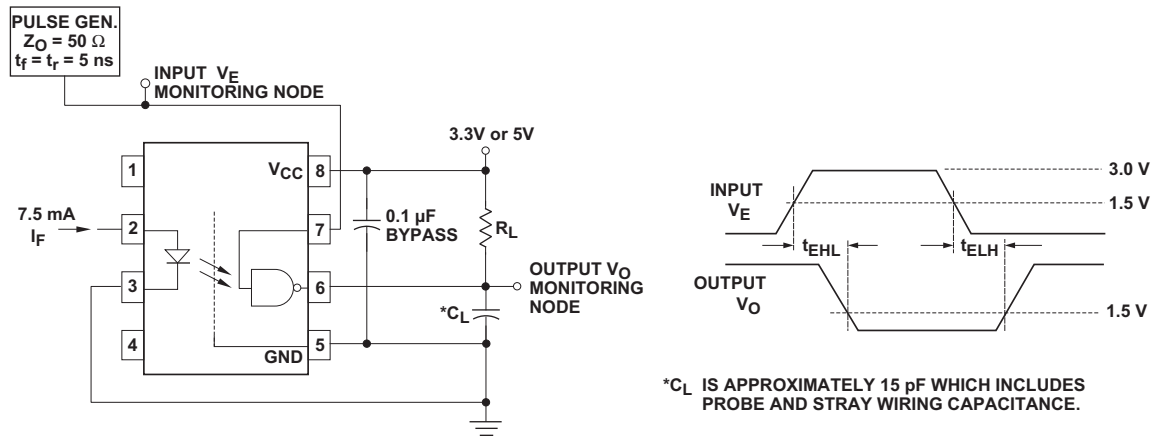 PULSE GEN.
ZO = 50 Ω
tf = tr = 5 ns
INPUT VE
MONITORING NODE
3.3V or 5V
1
VCC 8
7.5 mA
IF
2
7
0.1 µF
BYPASS
RL
3
6
OUTPUT VO
MONITORING
NODE
*CL
4
GND 5
INPUT
VE
3.0 V
1.5 V
tEHL
tELH
OUTPUT
VO
1.5 V
*CL IS APPROXIMATELY 15 pF WHICH INCLUDES
PROBE AND STRAY WIRING CAPACITANCE.